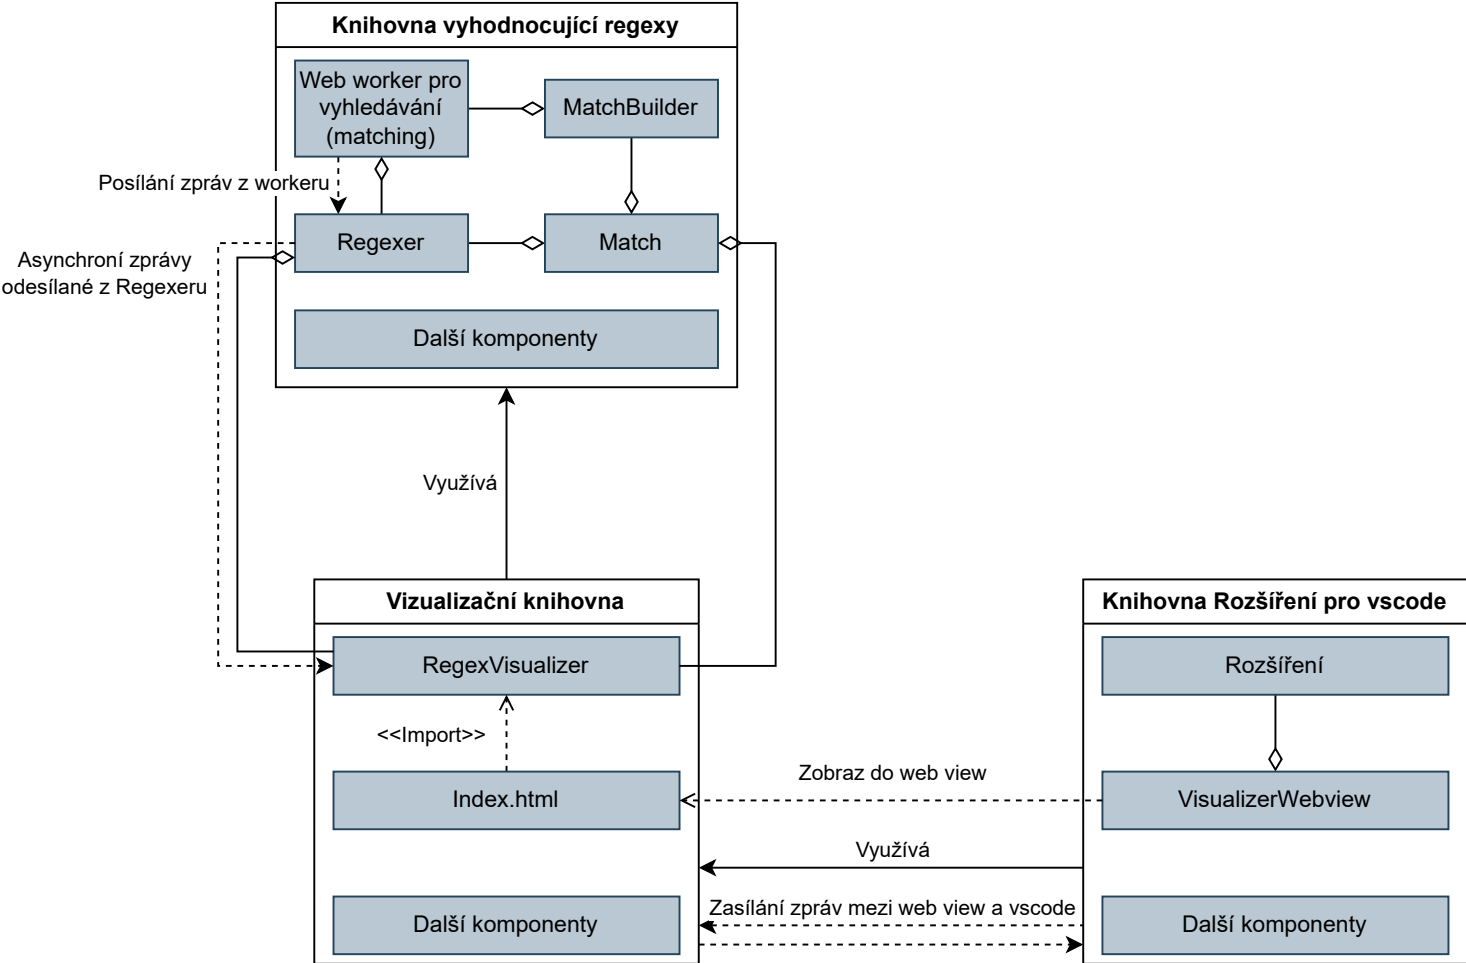 Knihovna vyhodnocující regexy
Web worker pro
vyhledávání
(matching)
MatchBuilder
Posílání zpráv z workeru
Regexer
Match
Asynchroní zprávy
odesílané z Regexeru
Další komponenty
Využívá
Vizualizační knihovna
Knihovna Rozšíření pro vscode
RegexVisualizer
Rozšíření
<<Import>>
Zobraz do web view
Index.html
VisualizerWebview
Využívá
Zasílání zpráv mezi web view a vscode
Další komponenty
Další komponenty